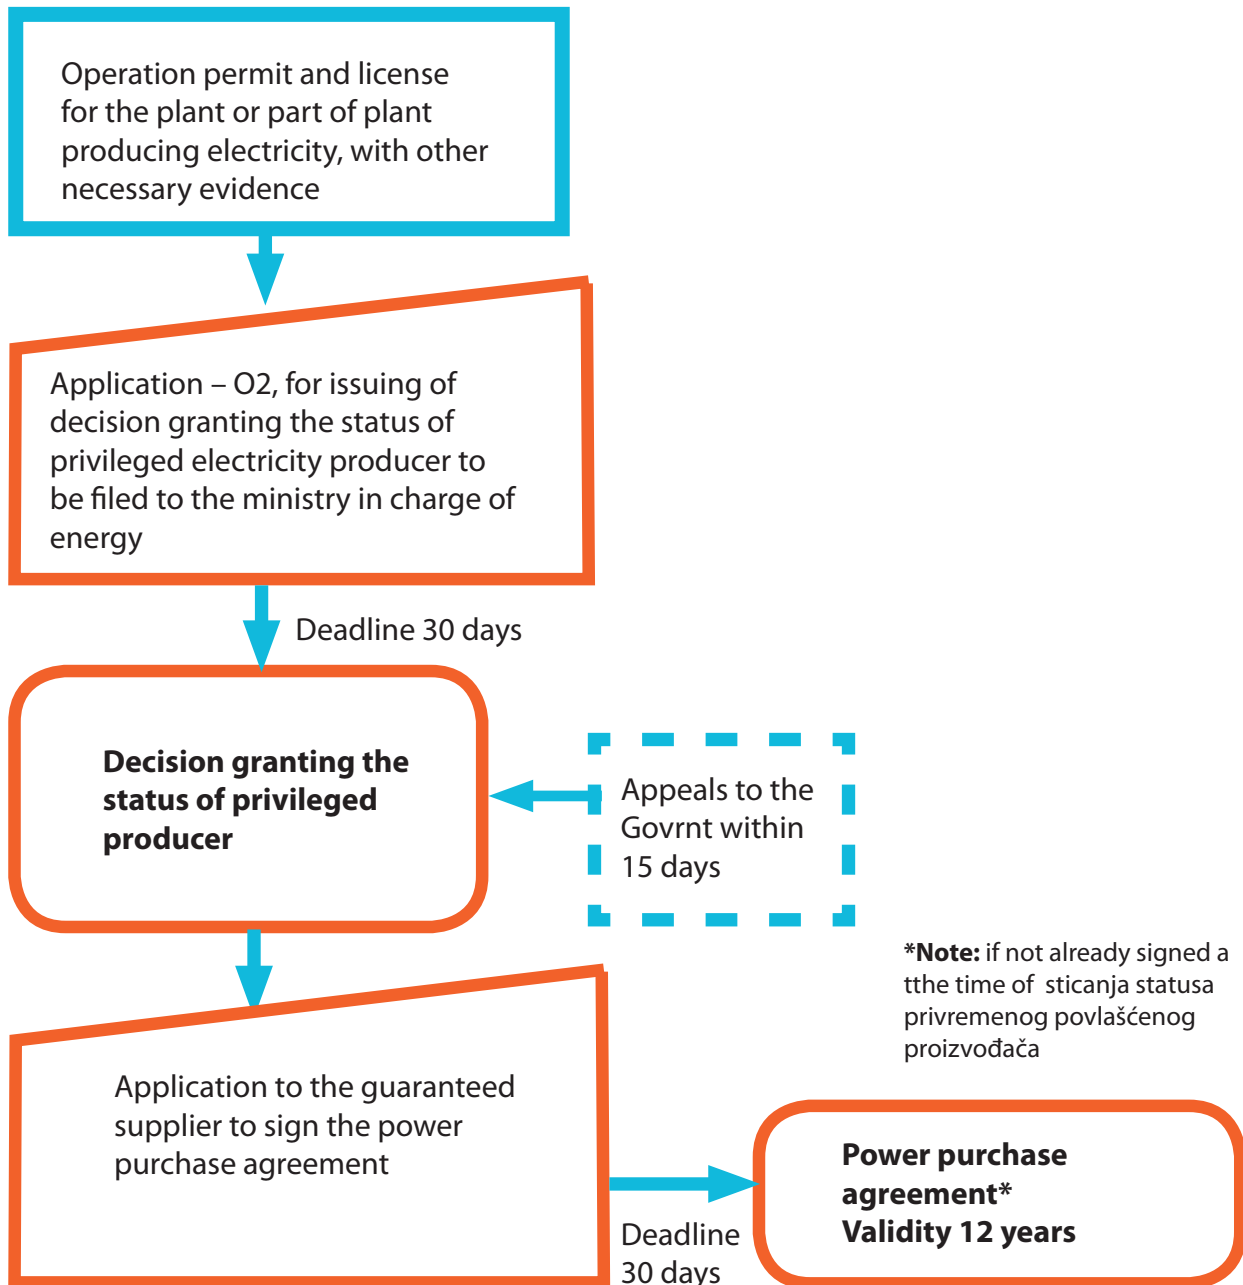 Operation permit and license
for the plant or part of plant
producing electricity, with other
necessary evidence
Application – O2, for issuing of
decision granting the status of
privileged electricity producer to
be filed to the ministry in charge of
energy
Deadline 30 days
Decision granting the
status of privileged
producer
Appeals to the
Govrnt within
15 days
*Note: if not already signed a
tthe time of sticanja statusa
privremenog povlašćenog
proizvođača
Application to the guaranteed
supplier to sign the power
purchase agreement
Deadline
30 days
Power purchase
agreement*
Validity 12 years